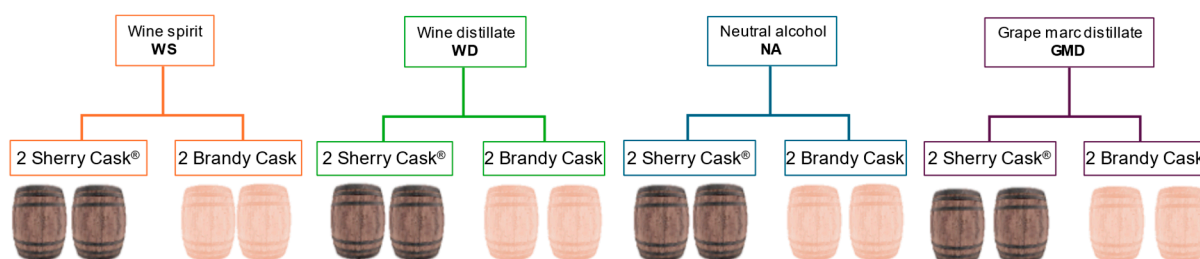 Wine spirit
WS
Wine distillate
WD
Neutral alcohol
NA
Grape marc distillate
GMD
2 Sherry Cask®
2 Brandy Cask
2 Sherry Cask®
2 Brandy Cask
2 Sherry Cask®
2 Brandy Cask
2 Sherry Cask®
2 Brandy Cask